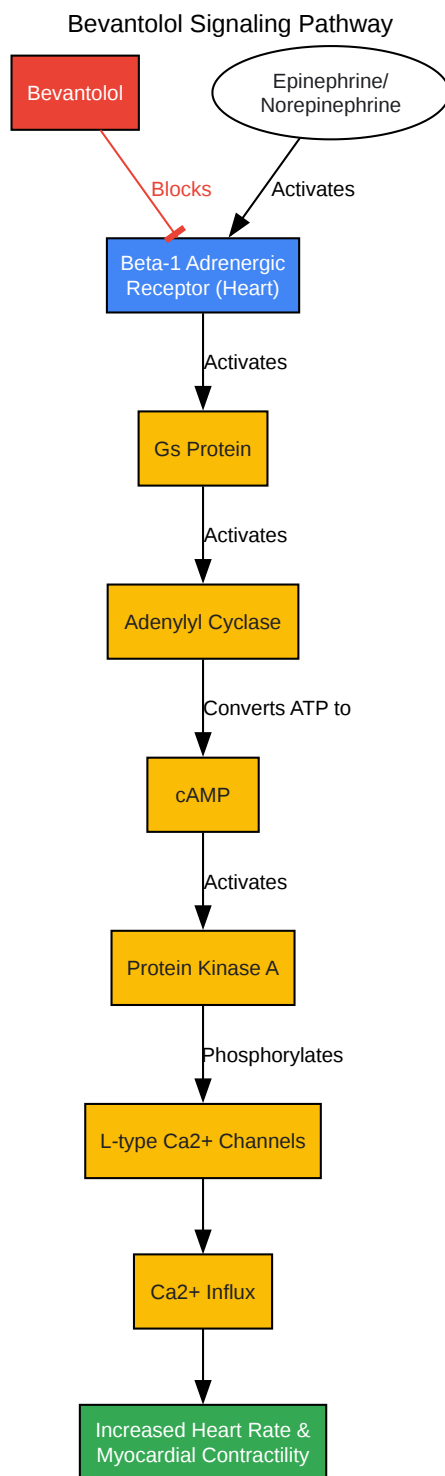 Bevantolol Signaling Pathway
Bevantolol
Epinephrine/
Norepinephrine
Blocks
Activates
Beta-1 Adrenergic
Receptor (Heart)
Activates
Gs Protein
Activates
Adenylyl Cyclase
Converts ATP to
cAMP
Activates
Protein Kinase A
Phosphorylates
L-type Ca2+ Channels
Ca2+ Influx
Increased Heart Rate &
Myocardial Contractility